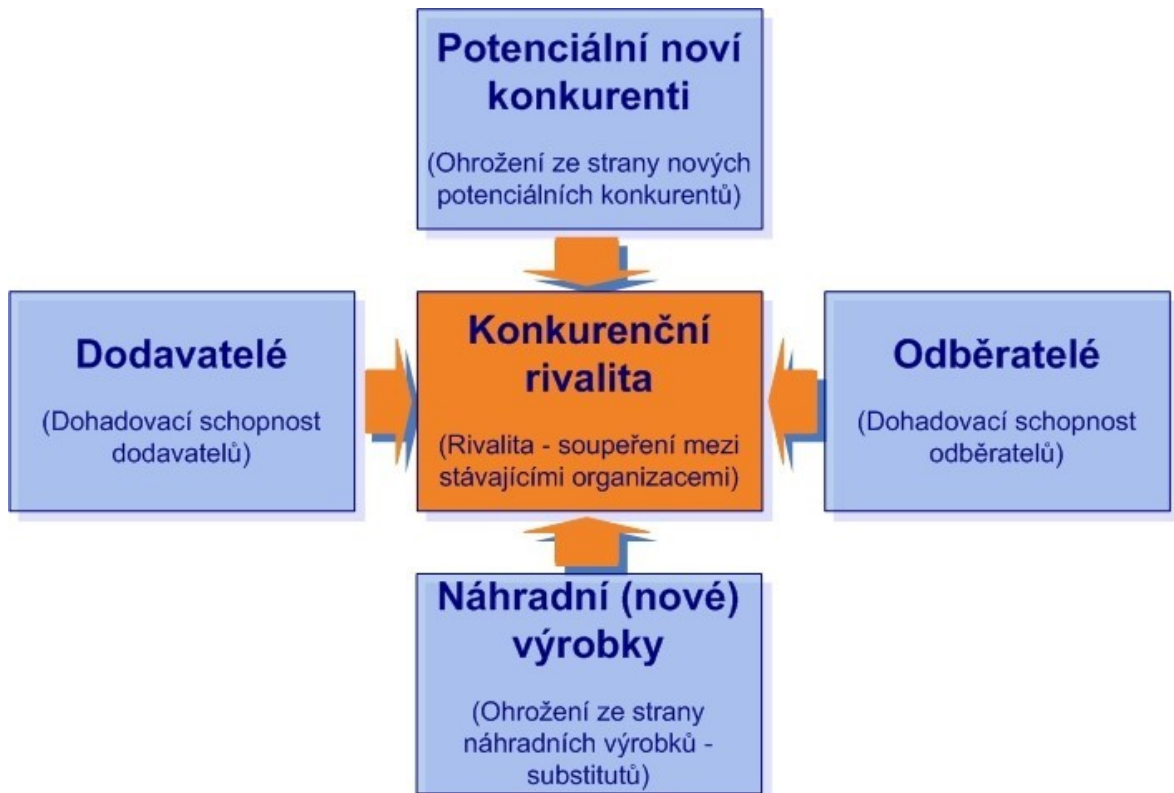 Potenciální noví
konkurenti
(Ohrožení ze strany nových
potenciálních konkurentů)
Dodavatelé
(Dohadovací schopnost
dodavatelů)
Konkurenční
rivalita
(Rivalita - soupeření mezi
stávajícími organizacemi)
Odběratelé
(Dohadovací schopnost
odběratelů)
Náhradní (nové)
výrobky
(Ohrožení ze strany
náhradních výrobků -
substitutů)